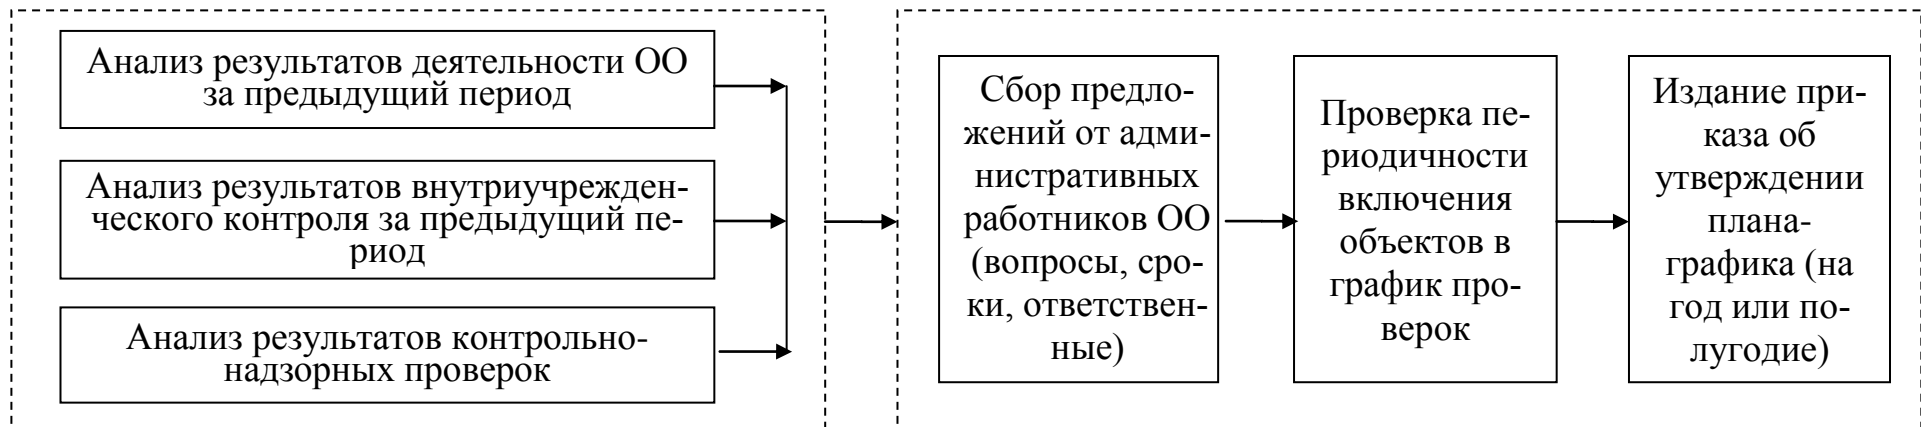 Анализ результатов деятельности ОО
за предыдущий период
Анализ результатов внутриучрежден-
ческого контроля за предыдущий пе-
риод
Анализ результатов контрольно-
надзорных проверок
Сбор предло-
жений от адми-
нистративных
работников ОО
(вопросы, сро-
ки, ответствен-
ные)
Проверка пе-
риодичности
включения
объектов в
график про-
верок
Издание при-
каза об
утверждении
плана-
графика (на
год или по-
лугодие)